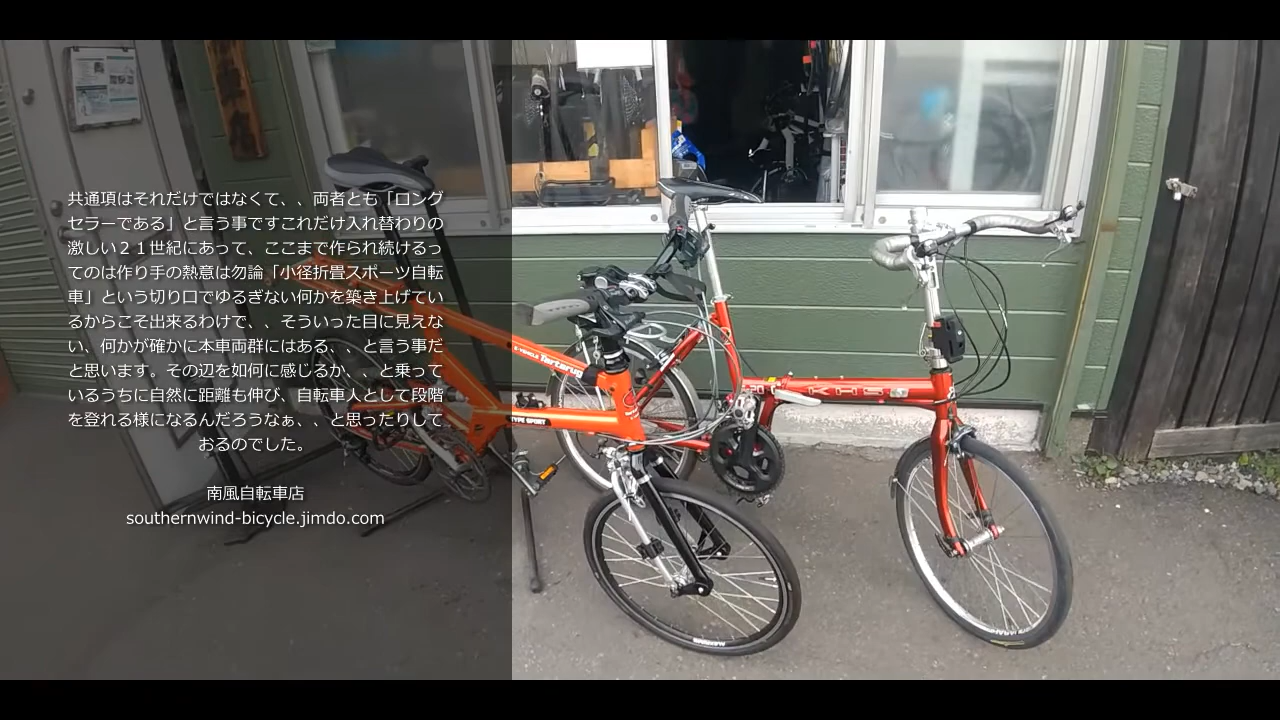 共通項はそれだけではなくて、、両者とも「ロング
セラーである」と言う事ですこれだけ入れ替わりの
激しい２１世紀にあって、ここまで作られ続けるっ
てのは作り手の熱意は勿論「小径折畳スポーツ自転
車」という切り口でゆるぎない何かを築き上げてい
るからこそ出来るわけで、、そういった目に見えな
い、何かが確かに本車両群にはある、、と言う事だ
と思います。その辺を如何に感じるか、、と乗って
いるうちに自然に距離も伸び、自転車人として段階
を登れる様になるんだろうなぁ、、と思ったりして
おるのでした。
南風自転車店
southernwind-bicycle.jimdo.com
Tartaruga
TYPE SPORT
KHS